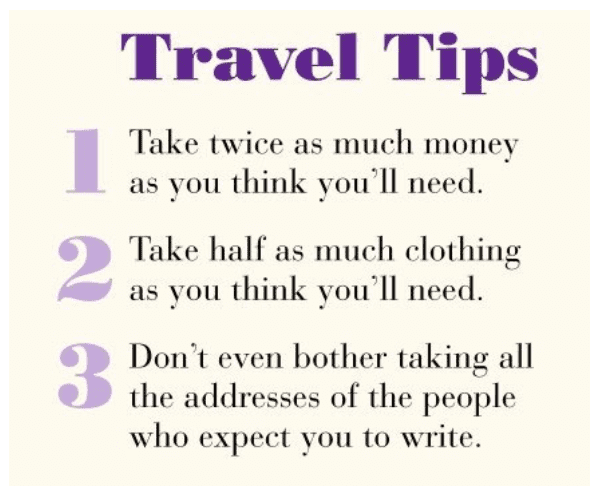 Travel Tips
1 Take twice as much money
as you think you'll need.
2 Take half as much clothing
as you think you'll need.
3 Don't even bother taking all
the addresses of the people
who expect you to write.